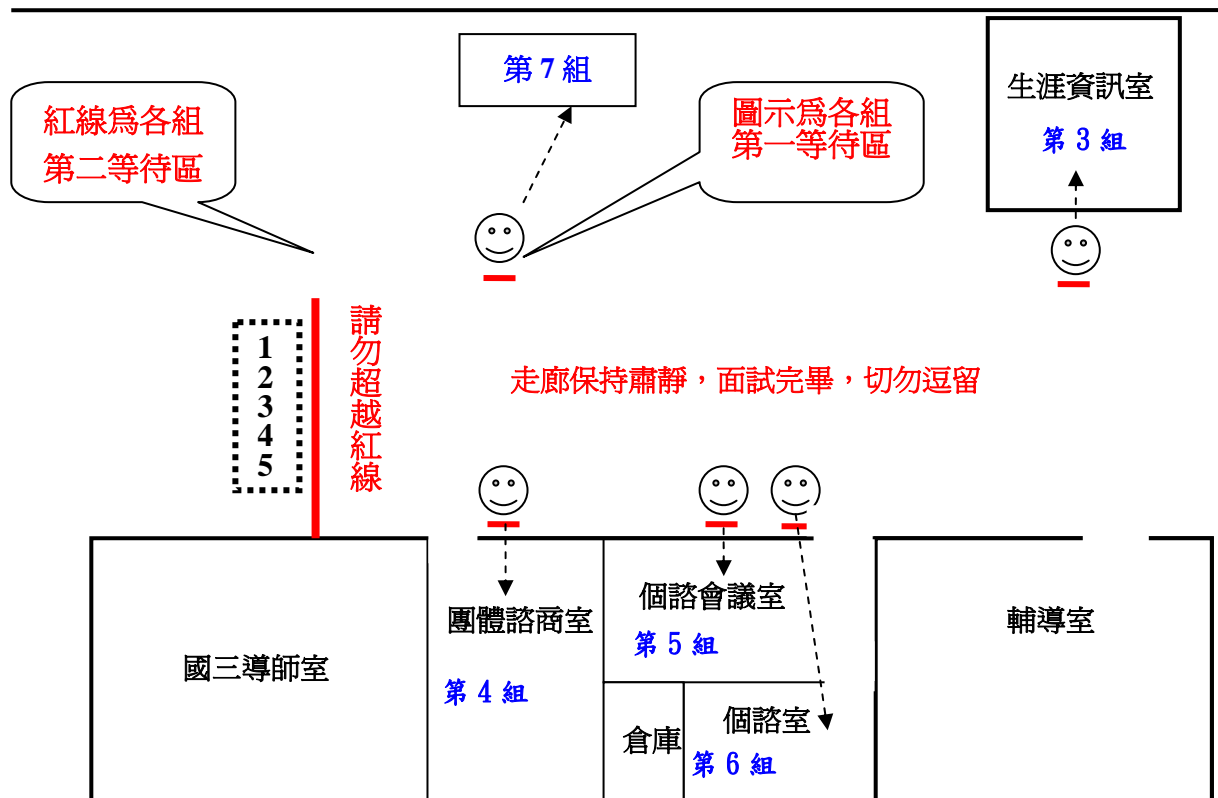 第 7 組
生涯資訊室
第 3 組
紅線為各組
第二等待區
圖示為各組
第一等待區
1
2
3
4
5
請勿超越紅線
走廊保持肅靜，面試完畢，切勿逗留
國三導師室
團體諮商室
第 4 組
個諮會議室
第 5 組
倉庫
個諮室
第 6 組
輔導室